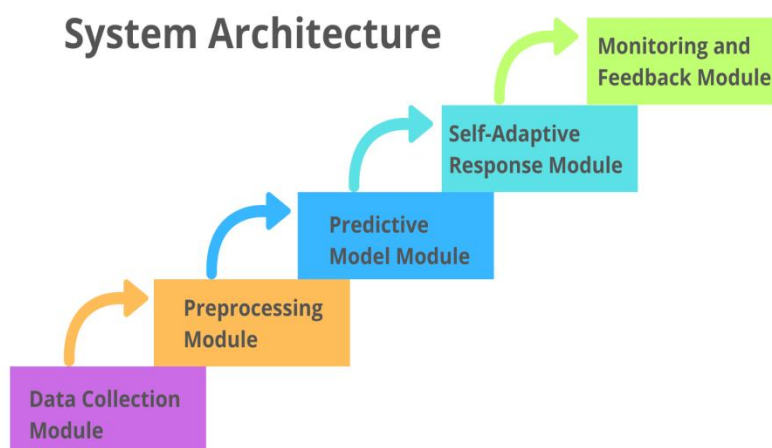 System Architecture
Monitoring and
Feedback Module
Self-Adaptive
Response Module
Predictive
Model Module
Preprocessing
Module
Data Collection
Module